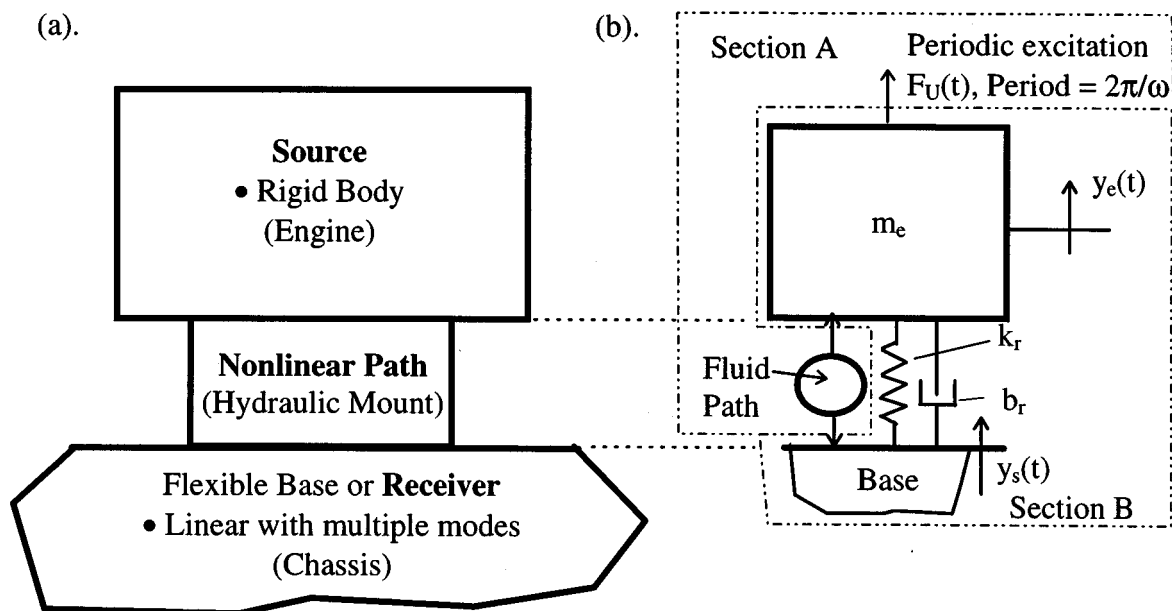 (a).
Source
• Rigid Body
(Engine)
Nonlinear Path
(Hydraulic Mount)
Flexible Base or Receiver
• Linear with multiple modes
(Chassis)
(b).
Section A
Periodic excitation
F_U(t), Period = 2π/ω
y_e(t)
m_e
Fluid
Path
k_r
b_r
Base
y_s(t)
Section B